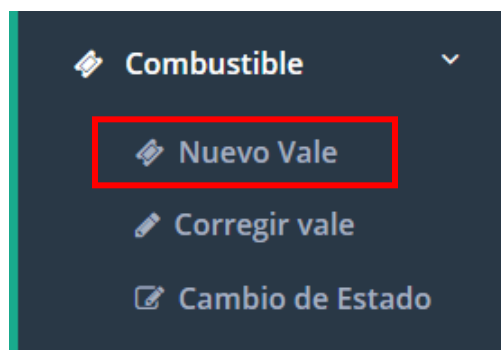 Combustible
Nuevo Vale
Corregir vale
Cambio de Estado